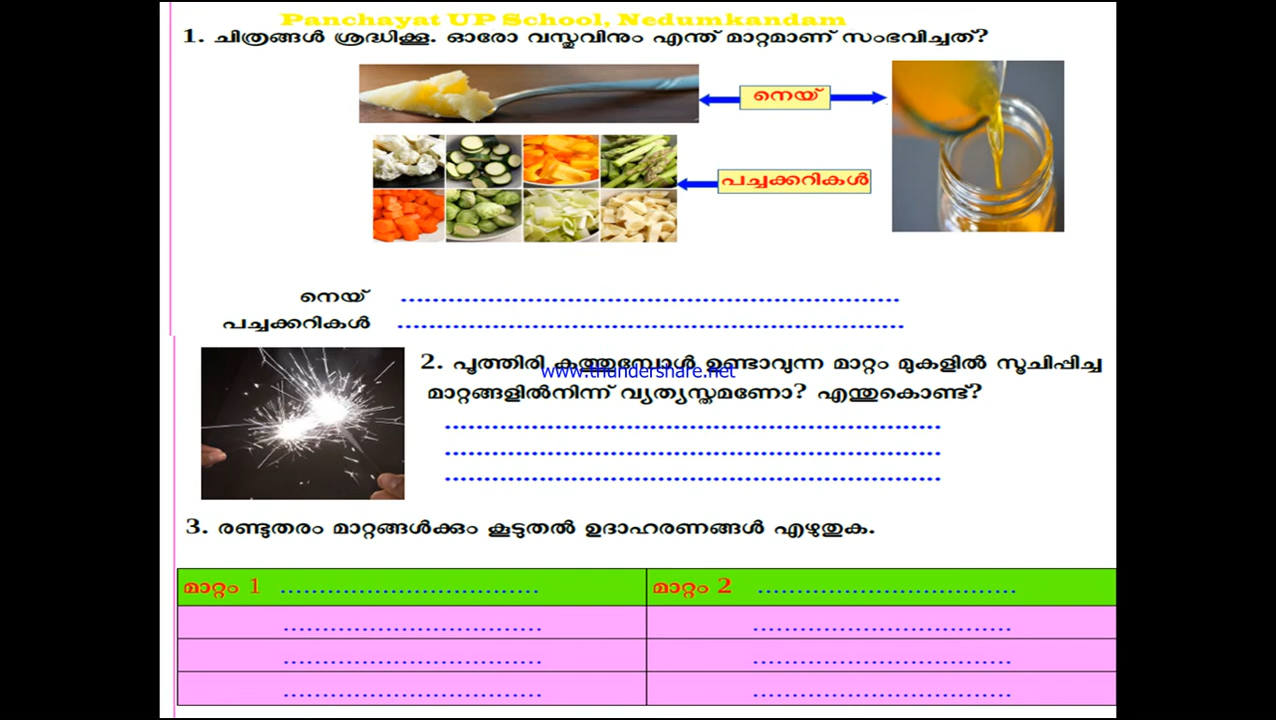 Panchayat UP School, Nedumkandam
1. ചിത്രങ്ങൾ ശ്രദ്ധിക്കൂ. ഓരോ വസ്തുവിനും എന്ത് മാറ്റമാണ് സംഭവിച്ചത്?
നെയ്
പച്ചക്കറികൾ
നെയ് ................................................................
പച്ചക്കറികൾ .................................................................
2. പൂത്തിരി കത്തുമ്പോൾ ഉണ്ടാവുന്ന മാറ്റം മുകളിൽ സൂചിപ്പിച്ച
www.thundershare.net
മാറ്റങ്ങളിൽനിന്ന് വ്യത്യസ്തമണോ? എന്തുകൊണ്ട്?
................................................................
................................................................
................................................................
3. രണ്ടുതരം മാറ്റങ്ങൾക്കും കൂടുതൽ ഉദാഹരണങ്ങൾ എഴുതുക.
മാറ്റം 1 ................................. മാറ്റം 2 .................................
................................. .................................
................................. .................................
................................. .................................